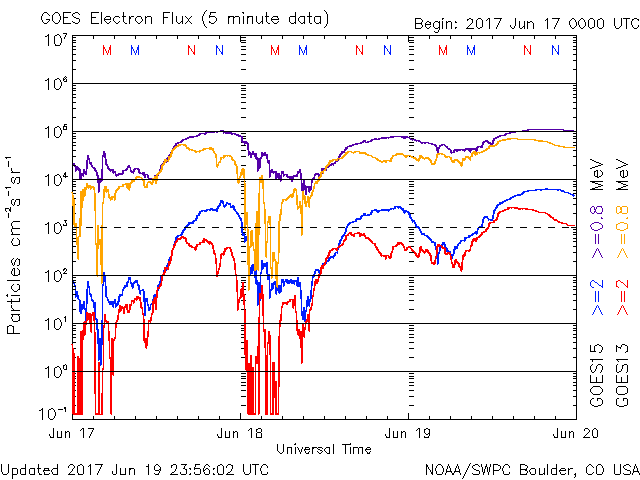 GOES Electron Flux (5 minute data)
Begin: 2017 Jun 17 0000 UTC
M M N N M M N N M M N N
10⁷
10⁶
10⁵
10⁴
10³
10²
10¹
10⁰
10⁻¹
Particles cm⁻²s⁻¹sr⁻¹
Jun 17 Jun 18 Jun 19 Jun 20
Universal Time
GOES15 >=2 >=0.8 MeV
GOES13 >=2 >=0.8 MeV
Updated 2017 Jun 19 23:56:02 UTC
NOAA/SWPC Boulder, CO USA